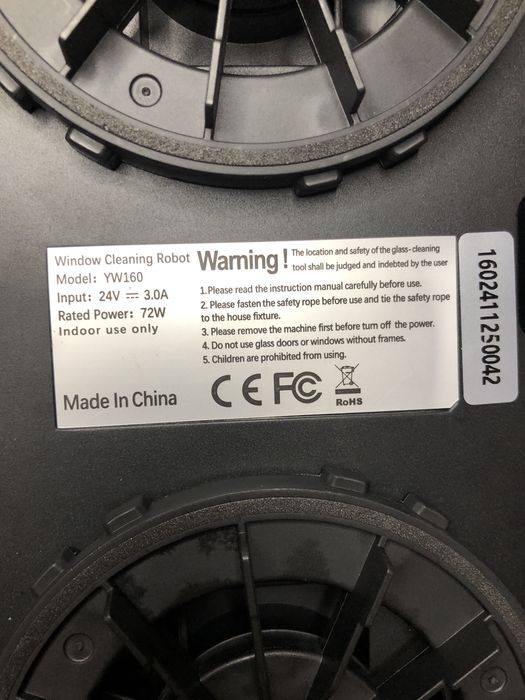 Window Cleaning Robot
Model: YW160
Input: 24V ⎓ 3.0A
Rated Power: 72W
Indoor use only
Made In China
Warning! The location and safety of the glass-cleaning
tool shall be judged and indebted by the user
1.Please read the instruction manual carefully before use.
2. Please fasten the safety rope before use and tie the safety rope
to the house fixture.
3. Please remove the machine first before turn off the power.
4. Do not use glass doors or windows without frames.
5. Children are prohibited from using.
CE FC
RoHS
1602411250042